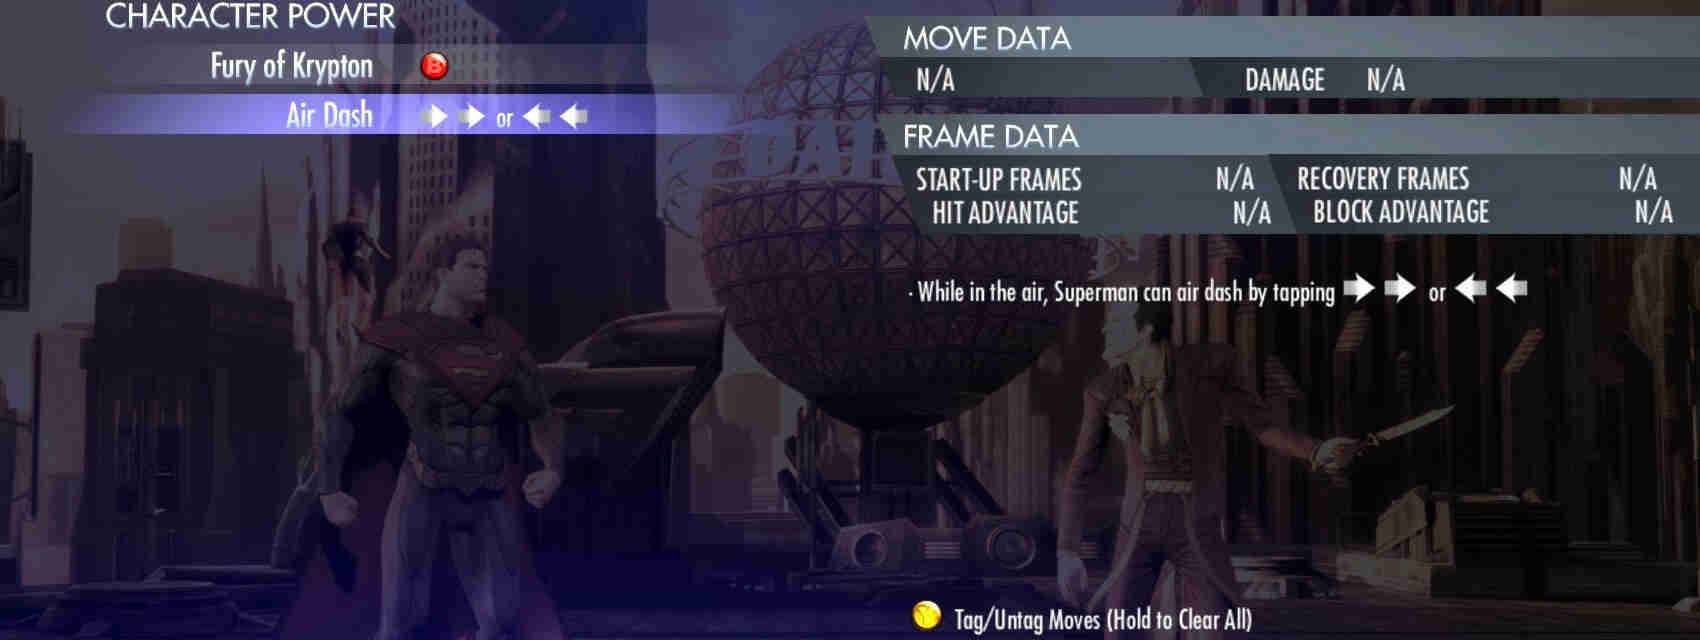 CHARACTER POWER
Fury of Krypton B
Air Dash or
MOVE DATA
N/A DAMAGE N/A
FRAME DATA
START-UP FRAMES N/A RECOVERY FRAMES N/A
HIT ADVANTAGE N/A BLOCK ADVANTAGE N/A
· While in the air, Superman can air dash by tapping or
Y Tag/Untag Moves (Hold to Clear All)